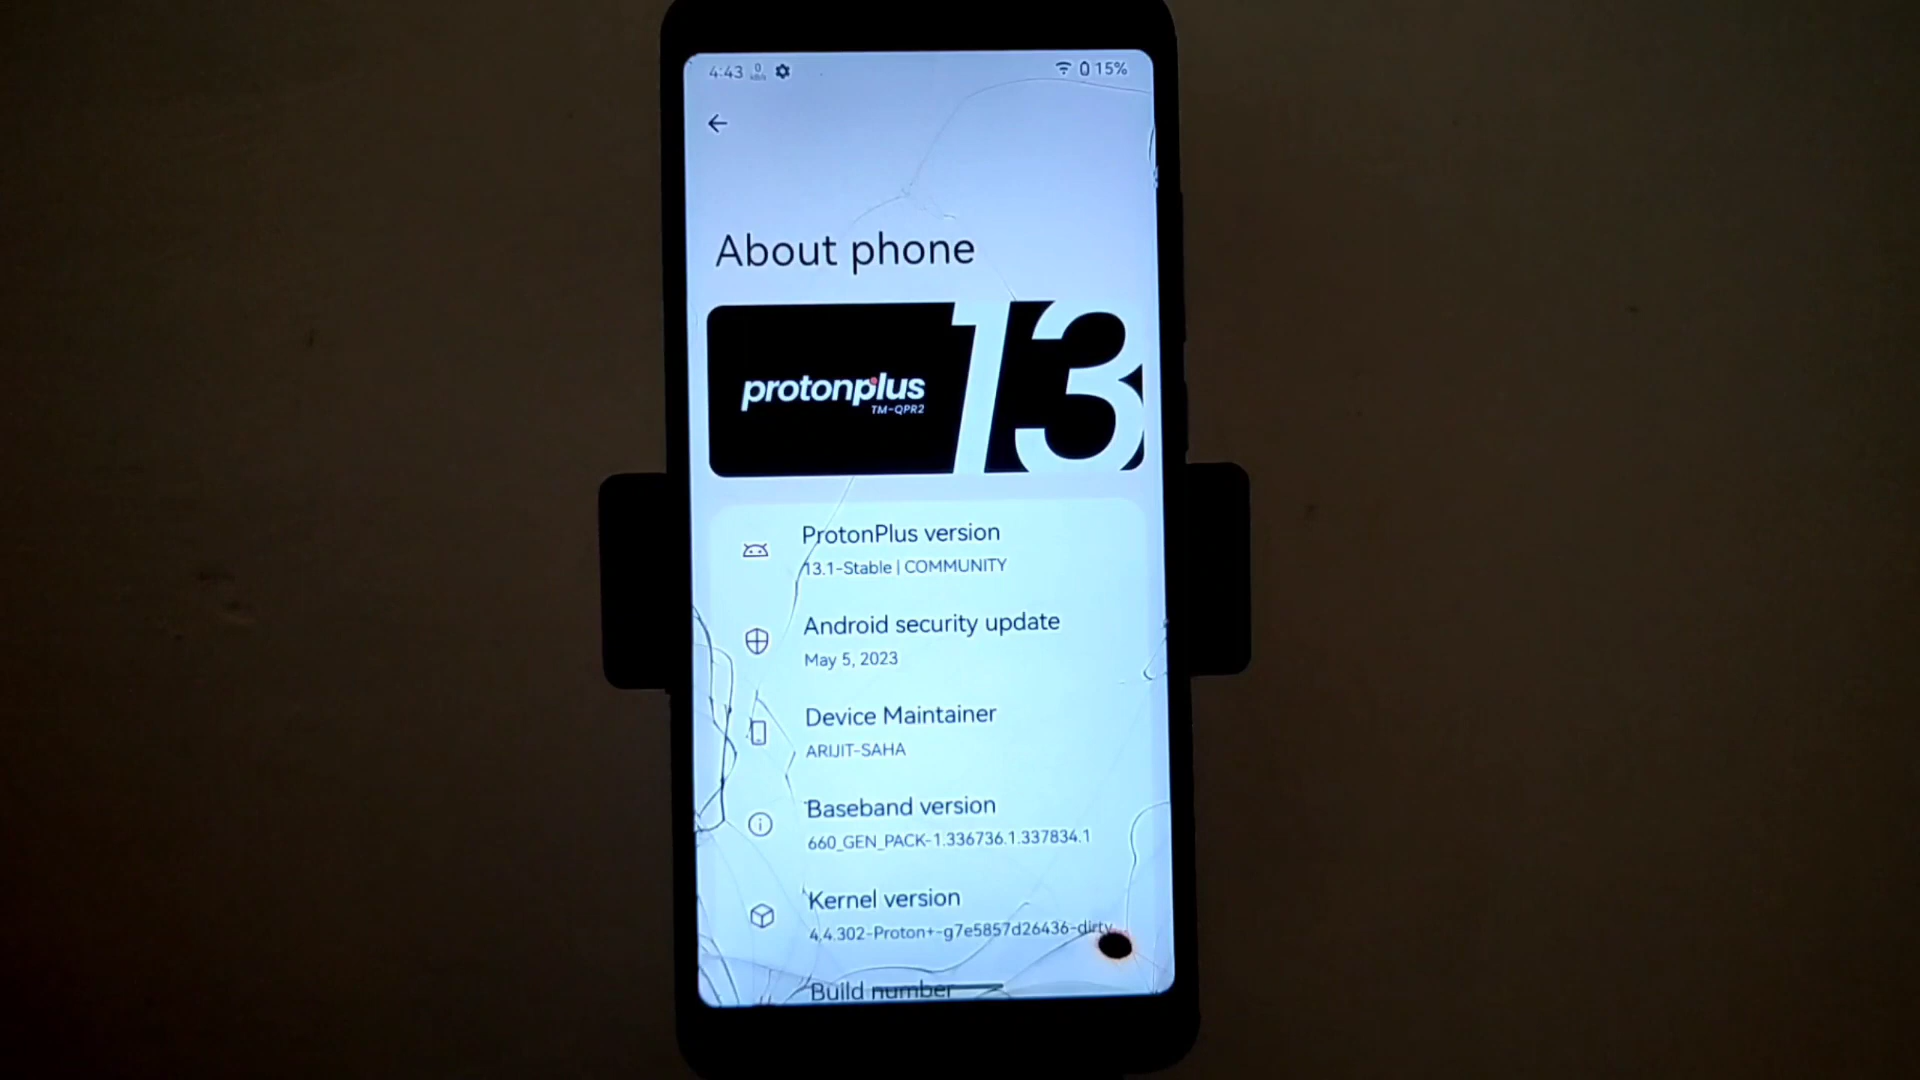 4:43 0 kB/s 15%
About phone
protonplus
TM-QPR2
13
ProtonPlus version
13.1-Stable | COMMUNITY
Android security update
May 5, 2023
Device Maintainer
ARIJIT-SAHA
Baseband version
660_GEN_PACK-1.336736.1.337834.1
Kernel version
4.4.302-Proton+-g7e5857d26436-dirty
Build number